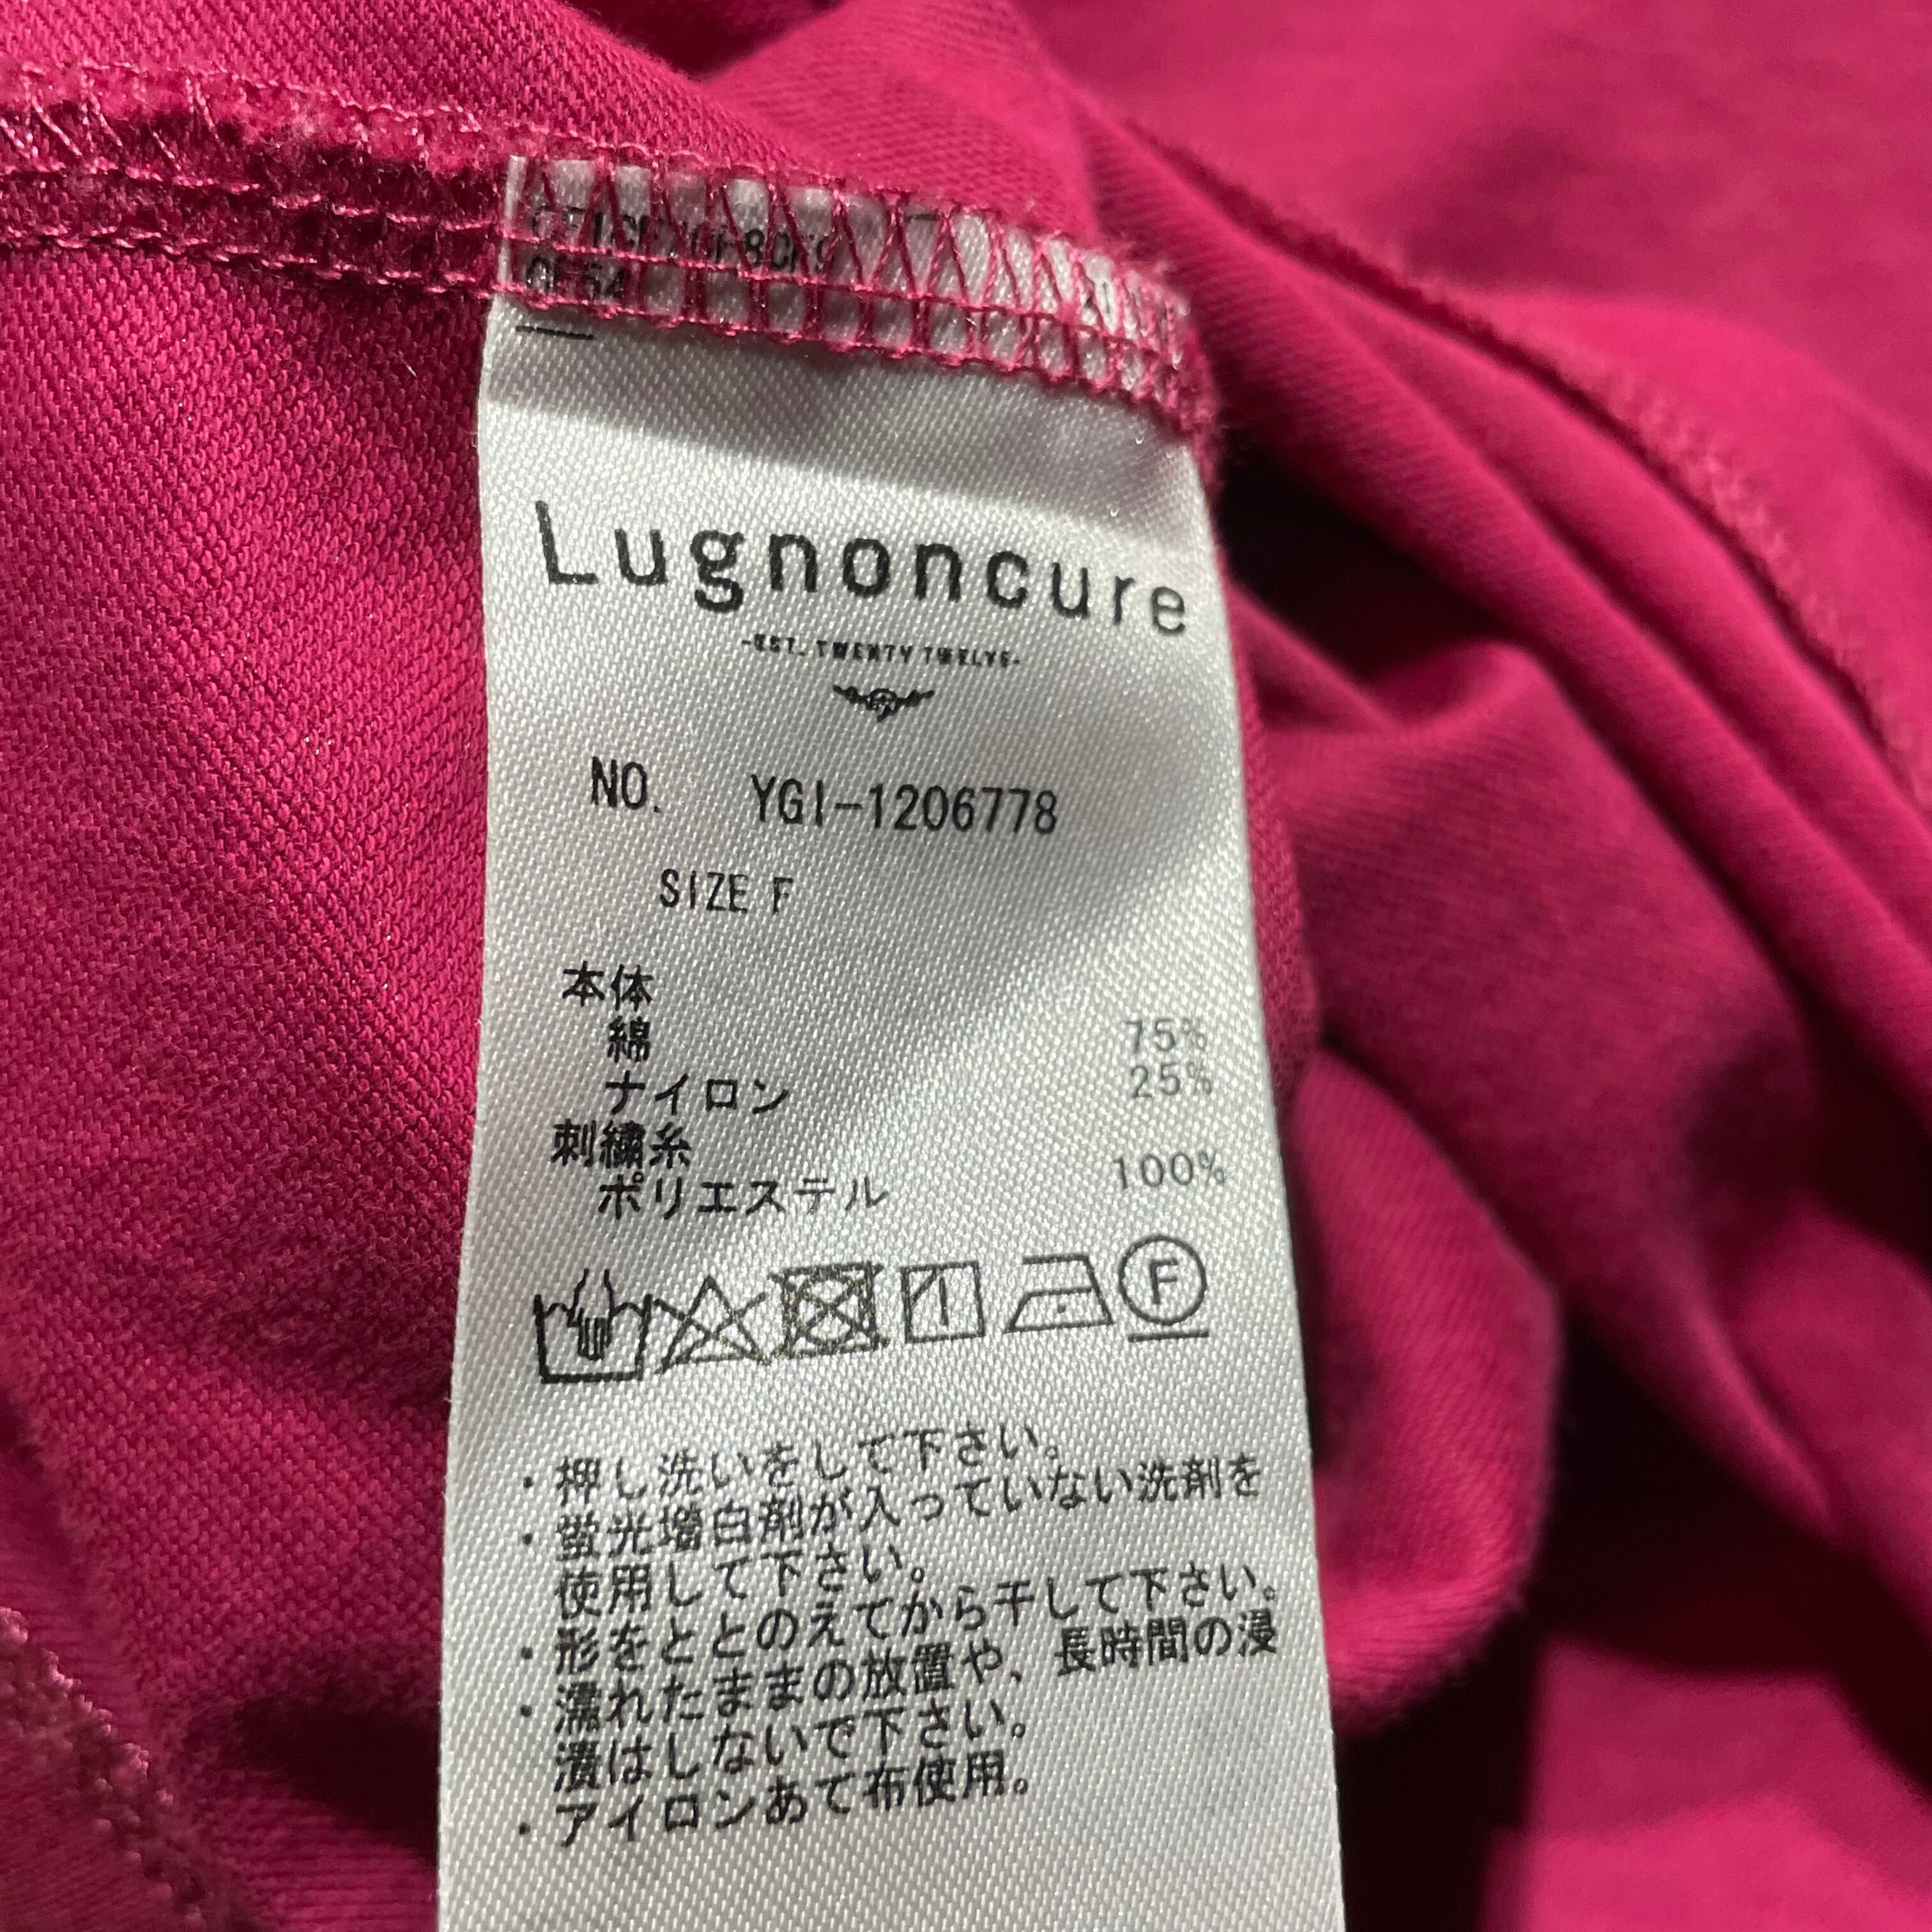 Lugnoncure
-EST. TWENTY TWELVE-
NO. YGI-1206778
SIZE F
本体
綿 75%
ナイロン 25%
刺繍糸
ポリエステル 100%
F
・押し洗いをして下さい。
・蛍光増白剤が入っていない洗剤を
使用して下さい。
・形をととのえてから干して下さい。
・濡れたままの放置や、長時間の浸
漬はしないで下さい。
・アイロンあて布使用。